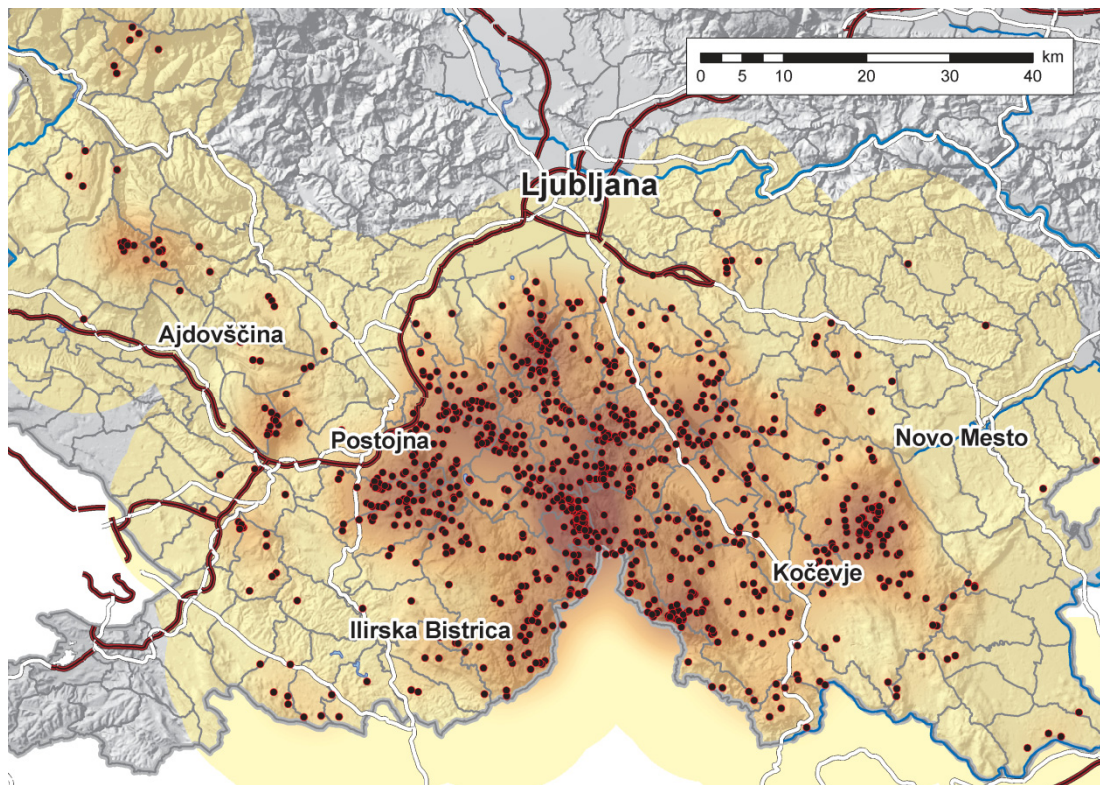 km
0 5 10 20 30 40
Ljubljana
Ajdovščina
Postojna
Novo Mesto
Kočevje
Ilirska Bistrica